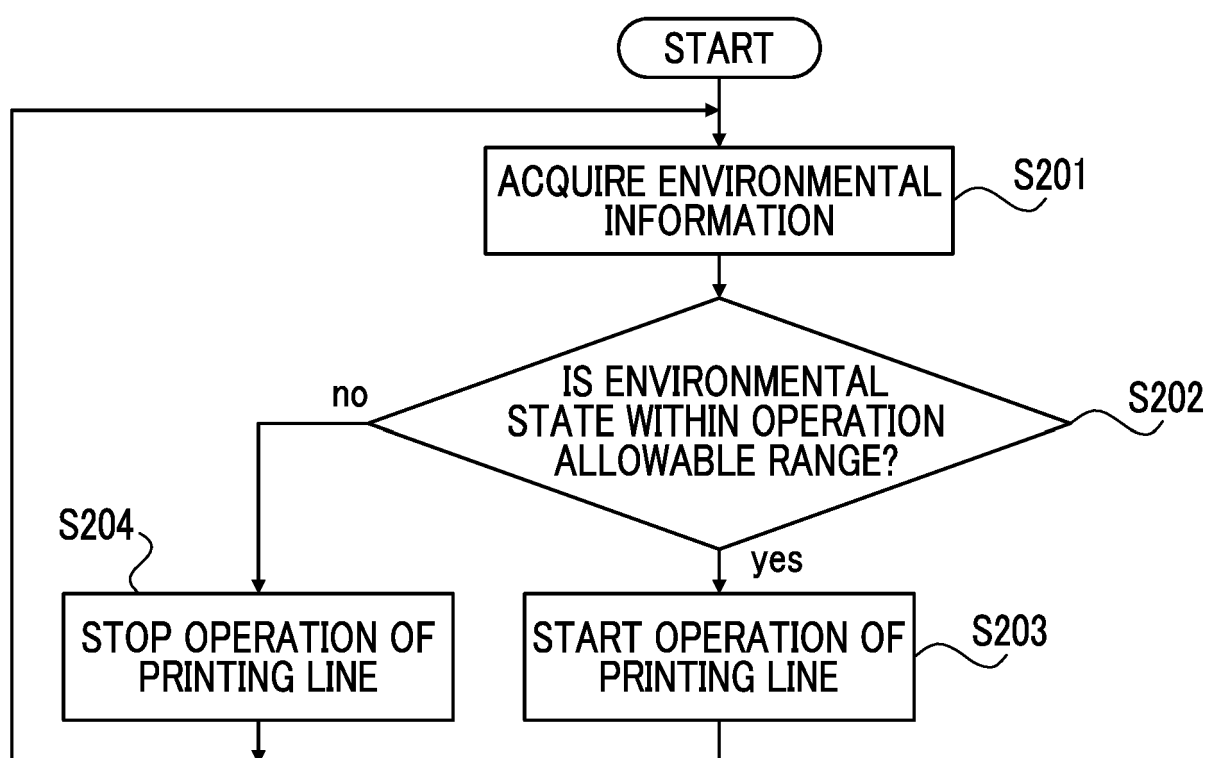 START
ACQUIRE ENVIRONMENTAL
INFORMATION
S201
IS ENVIRONMENTAL
STATE WITHIN OPERATION
ALLOWABLE RANGE?
S202
no
yes
S204
STOP OPERATION OF
PRINTING LINE
START OPERATION OF
PRINTING LINE
S203